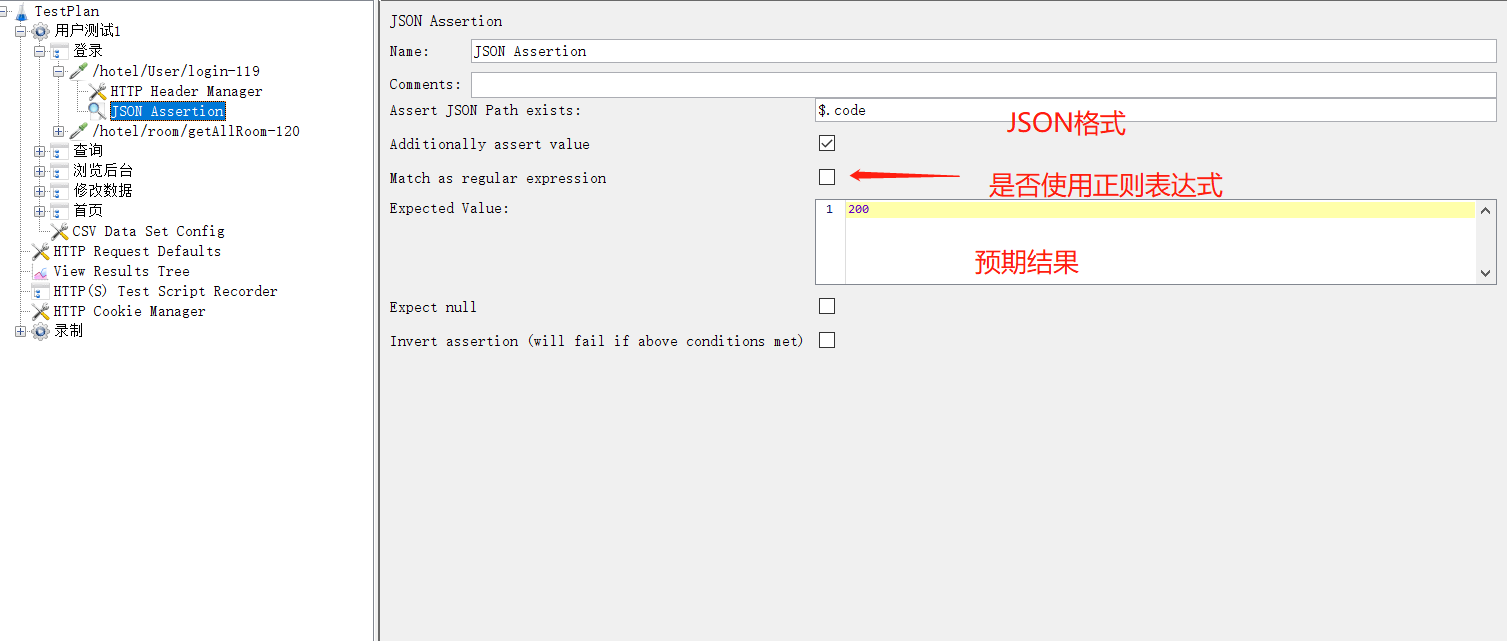 TestPlan
用户测试1
登录
/hotel/User/login-119
HTTP Header Manager
JSON Assertion
/hotel/room/getAllRoom-120
查询
浏览后台
修改数据
首页
CSV Data Set Config
HTTP Request Defaults
View Results Tree
HTTP(S) Test Script Recorder
HTTP Cookie Manager
录制
JSON Assertion
Name: JSON Assertion
Comments:
Assert JSON Path exists: $.code
JSON格式
Additionally assert value
Match as regular expression
是否使用正则表达式
Expected Value: 1 200
预期结果
Expect null
Invert assertion (will fail if above conditions met)